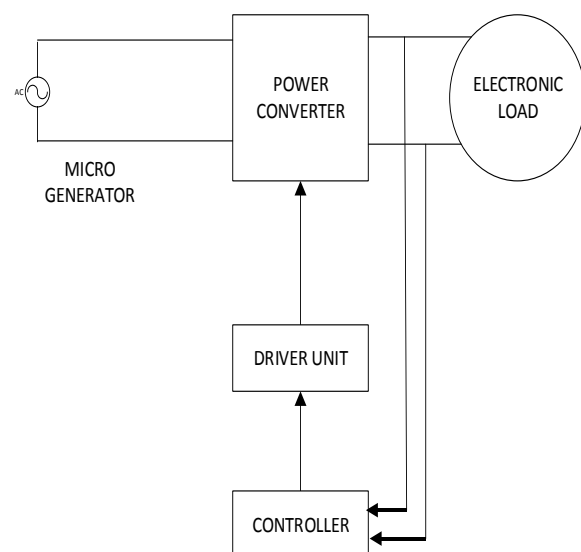 POWER
CONVERTER
ELECTRONIC
LOAD
AC
MICRO
GENERATOR
DRIVER UNIT
CONTROLLER